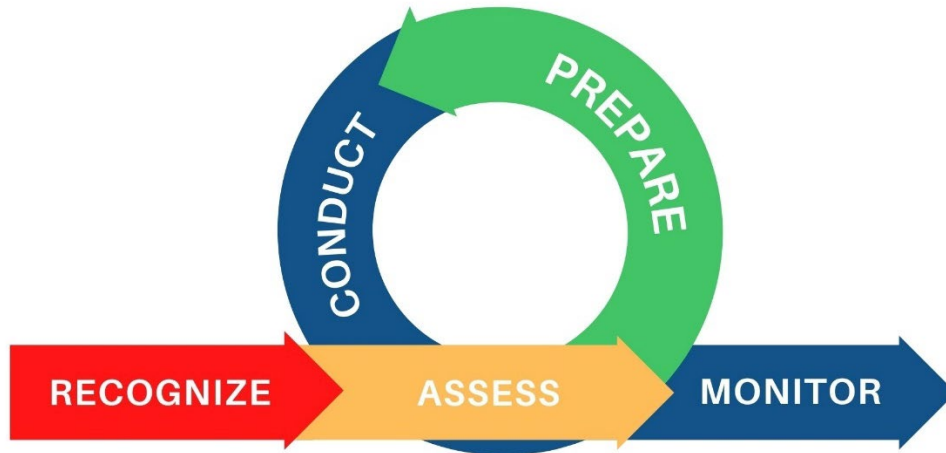 PREPARE
CONDUCT
RECOGNIZE
ASSESS
MONITOR